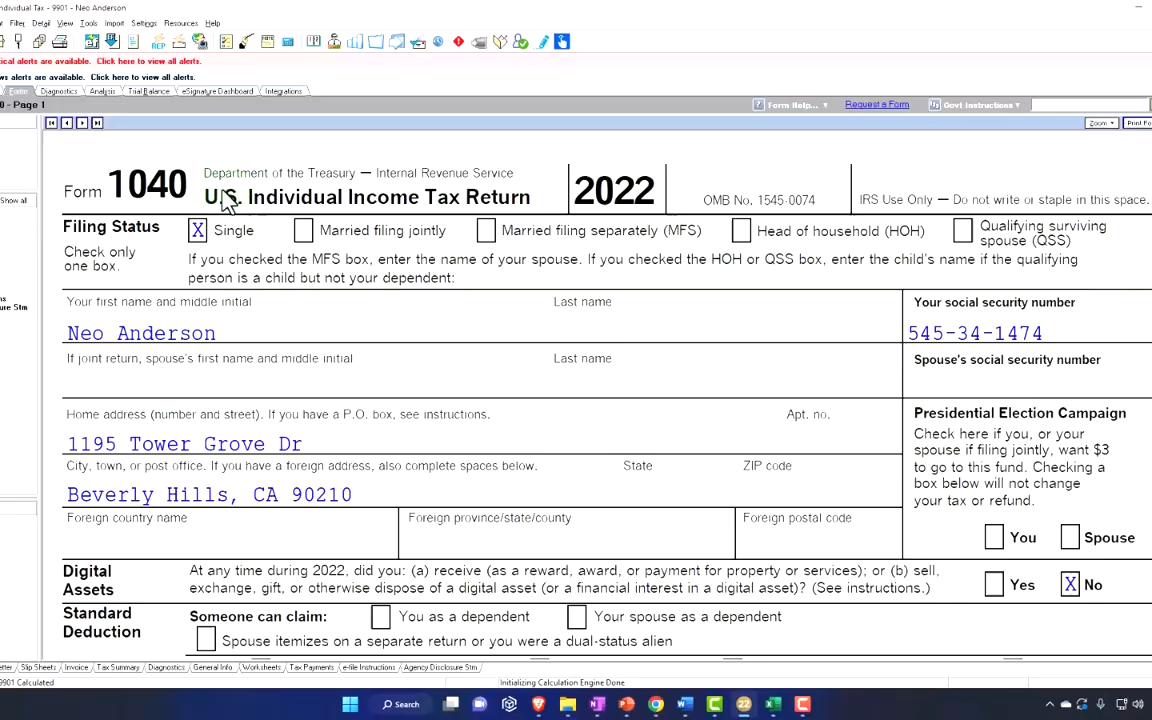 ndividual Tax - 9901 - Neo Anderson
Filter Detail View Tools Import Settings Resources Help
ical alerts are available. Click here to view all alerts.
ws alerts are available. Click here to view all alerts.
Forms Diagnostics Analysis Trial Balance eSignature Dashboard Integrations
0 - Page 1 Form Help... Request a Form Govt Instructions
Zoom Print Fo
Show all
Form 1040 Department of the Treasury — Internal Revenue Service
U.S. Individual Income Tax Return
2022 OMB No. 1545-0074 IRS Use Only — Do not write or staple in this space.
Filing Status
Check only
one box.
X Single Married filing jointly Married filing separately (MFS) Head of household (HOH) Qualifying surviving
spouse (QSS)
If you checked the MFS box, enter the name of your spouse. If you checked the HOH or QSS box, enter the child's name if the qualifying
person is a child but not your dependent:
Your first name and middle initial Last name Your social security number
ns
ure Stm
Neo Anderson 545-34-1474
If joint return, spouse's first name and middle initial Last name Spouse's social security number
Home address (number and street). If you have a P.O. box, see instructions. Apt. no.
1195 Tower Grove Dr
City, town, or post office. If you have a foreign address, also complete spaces below. State ZIP code
Beverly Hills, CA 90210
Foreign country name Foreign province/state/county Foreign postal code
Presidential Election Campaign
Check here if you, or your
spouse if filing jointly, want $3
to go to this fund. Checking a
box below will not change
your tax or refund.
You Spouse
Digital
Assets
At any time during 2022, did you: (a) receive (as a reward, award, or payment for property or services); or (b) sell,
exchange, gift, or otherwise dispose of a digital asset (or a financial interest in a digital asset)? (See instructions.)
Yes X No
Standard
Deduction
Someone can claim: You as a dependent Your spouse as a dependent
Spouse itemizes on a separate return or you were a dual-status alien
etter Slip Sheets Invoice Tax Summary Diagnostics General Info Worksheets Tax Payments e-file Instructions Agency Disclosure Stm
9901 Calculated Initializing Calculation Engine Done.
Search
22